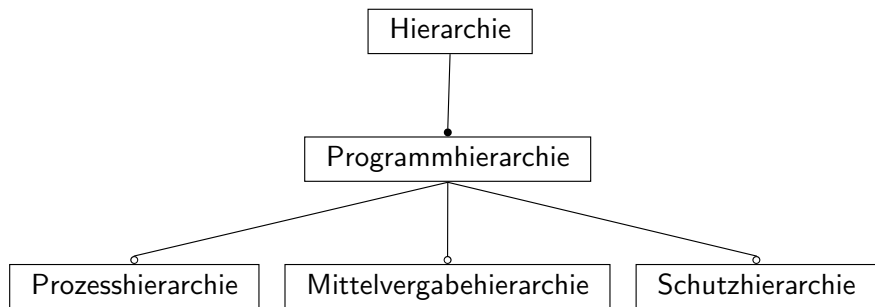 Hierarchie
Programmhierarchie
Prozesshierarchie
Mittelvergabehierarchie
Schutzhierarchie